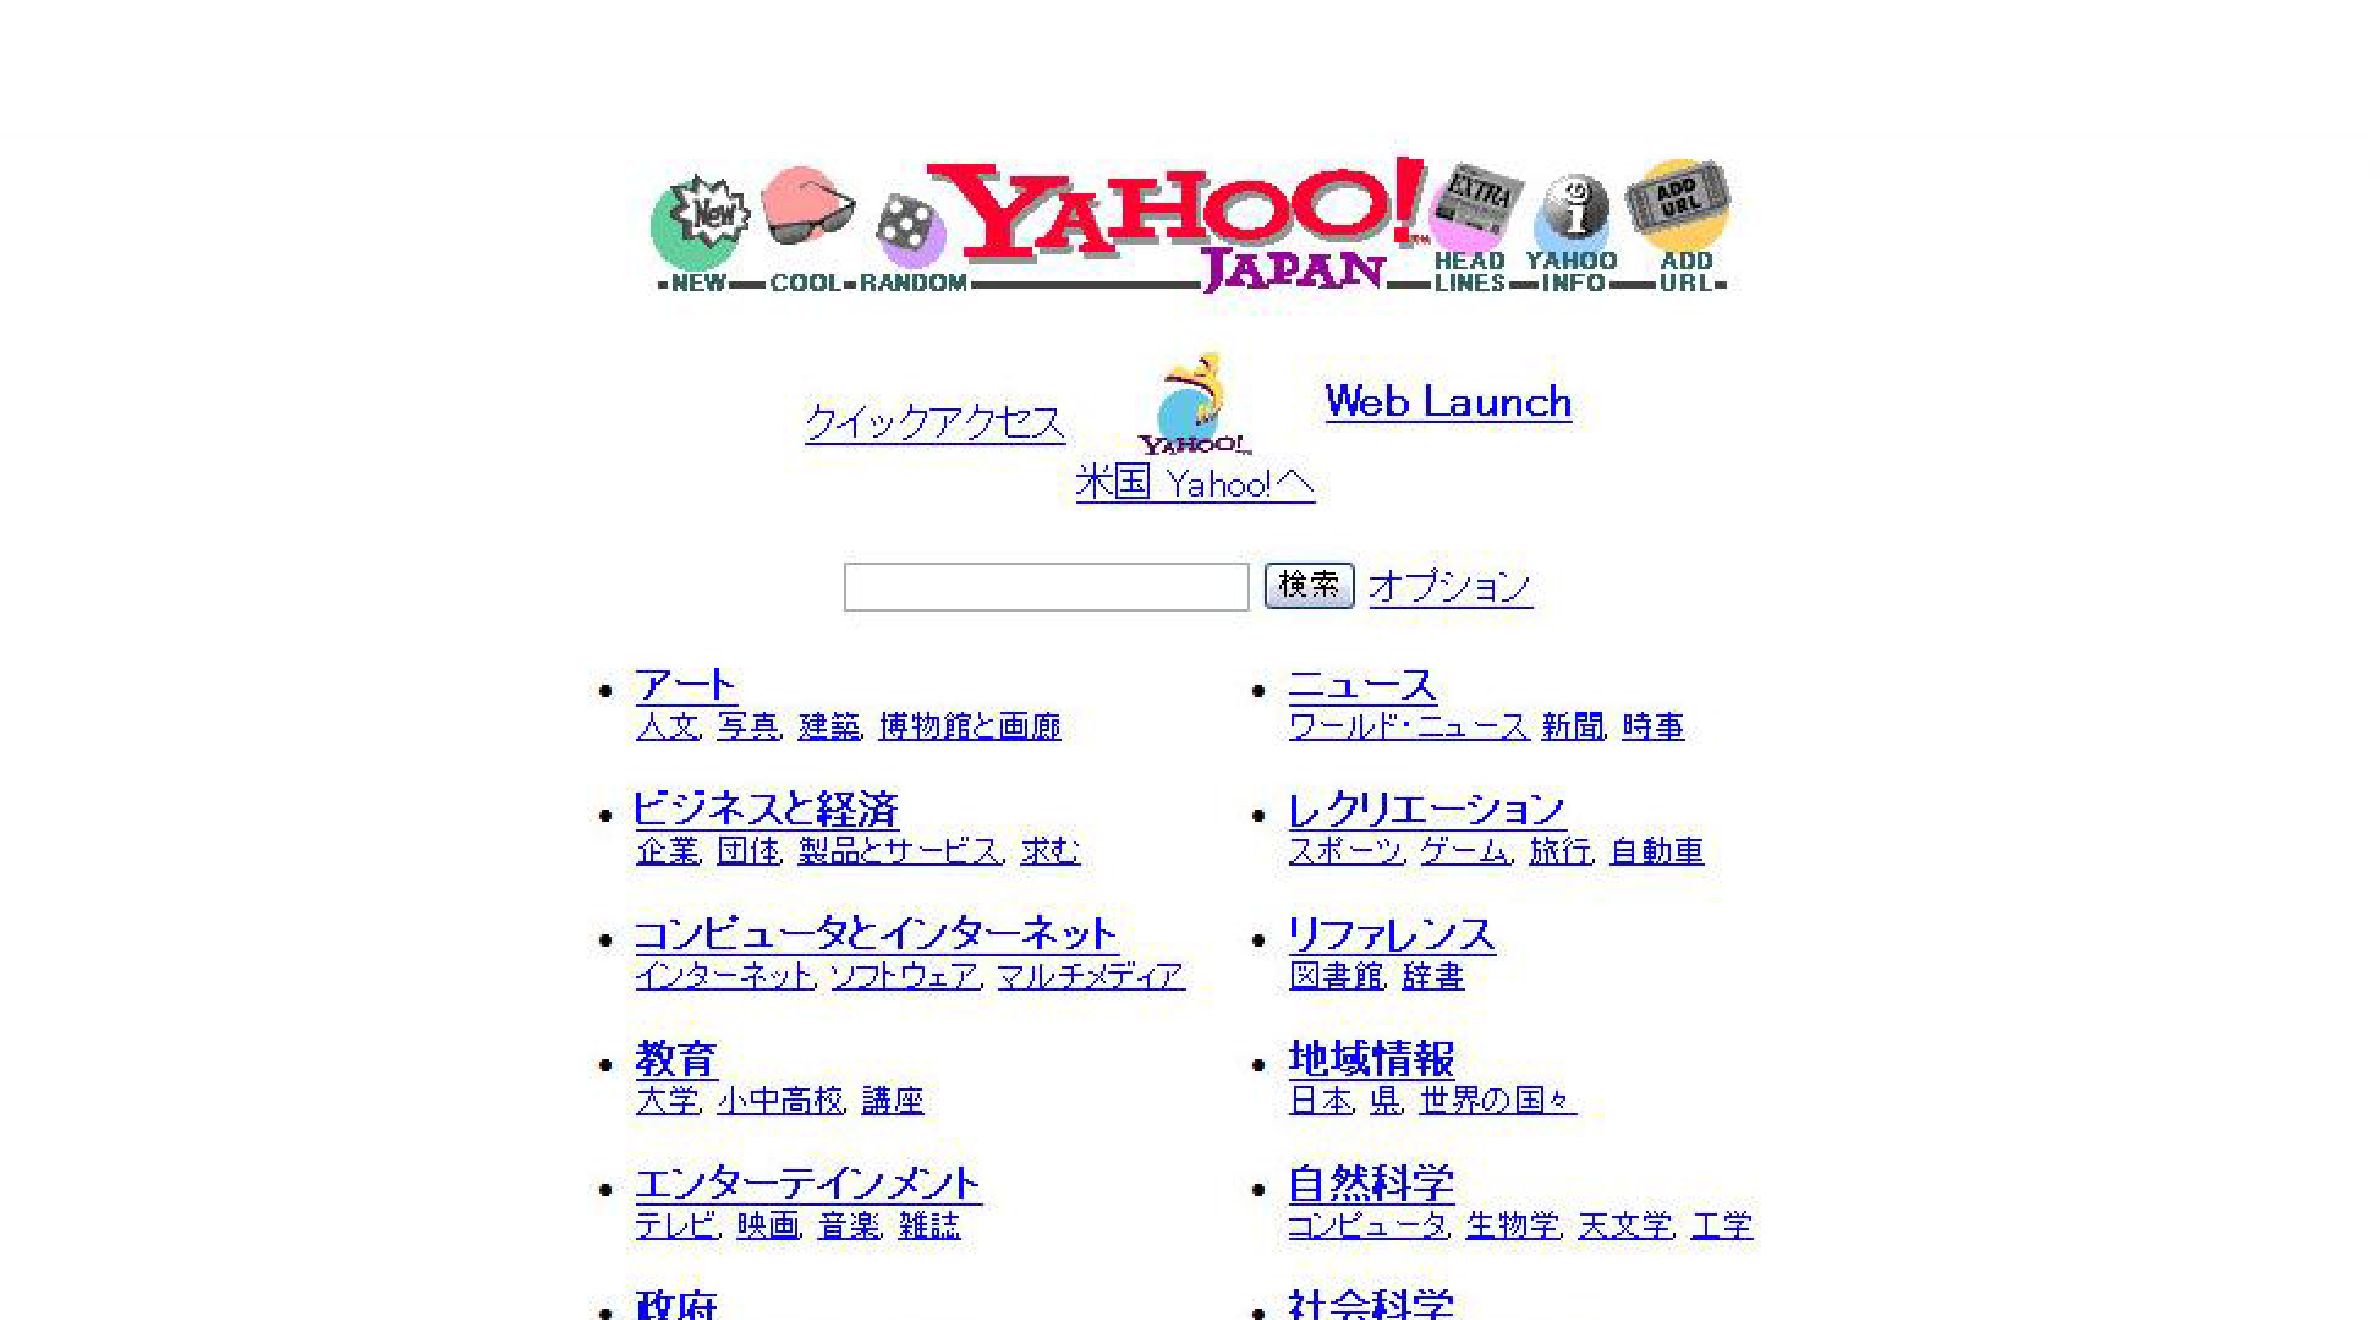 New EXTRA ADD URL
YAHOO! JAPAN
NEW COOL RANDOM HEAD LINES YAHOO INFO ADD URL
クイックアクセス YAHOO! Web Launch
米国 Yahoo!へ
検索 オプション
アート
人文, 写真, 建築, 博物館と画廊
ビジネスと経済
企業, 団体, 製品とサービス, 求む
コンピュータとインターネット
インターネット, ソフトウェア, マルチメディア
教育
大学, 小中高校, 講座
エンターテインメント
テレビ, 映画, 音楽, 雑誌
政府
ニュース
ワールド・ニュース, 新聞, 時事
レクリエーション
スポーツ, ゲーム, 旅行, 自動車
リファレンス
図書館, 辞書
地域情報
日本, 県, 世界の国々
自然科学
コンピュータ, 生物学, 天文学, 工学
社会科学